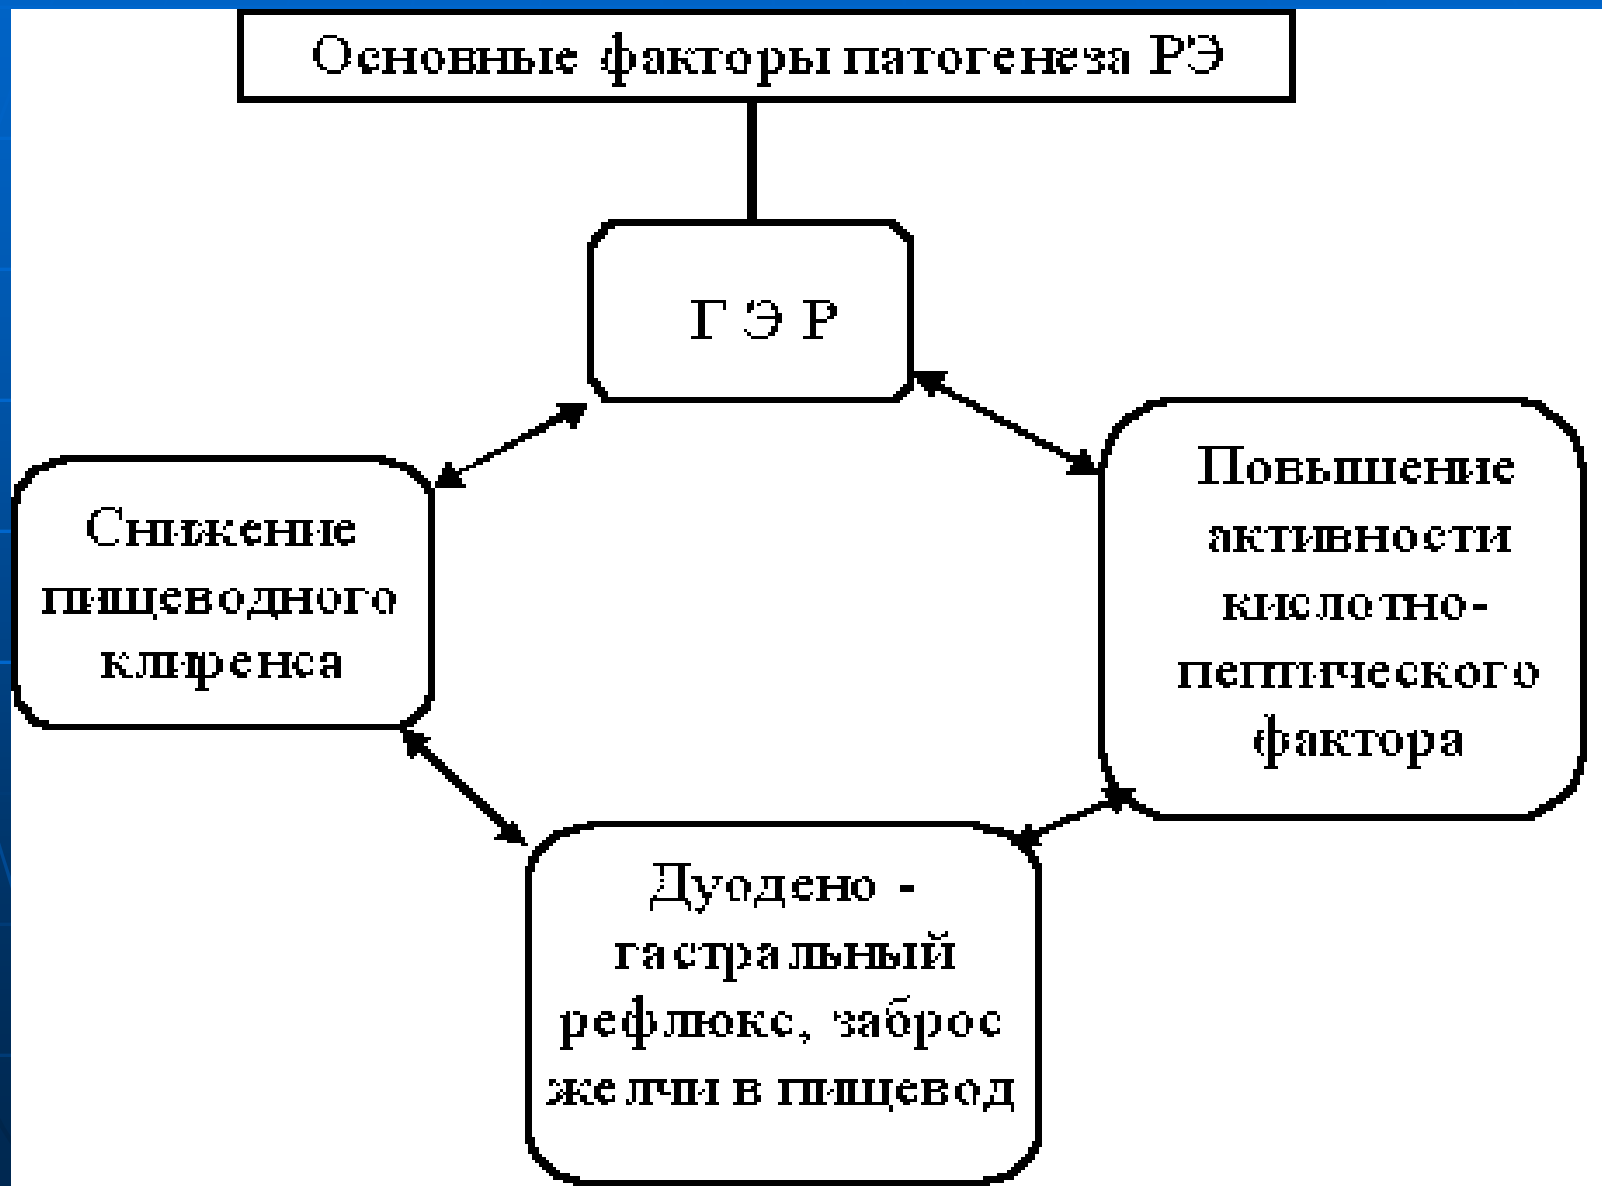 Основные факторы патогенеза РЭ
Г Э Р
Снижение
пищеводного
клиренса
Повышение
активности
кислотно-
пептического
фактора
Дуодено -
гастральный
рефлюкс, заброс
желчи в пищевод